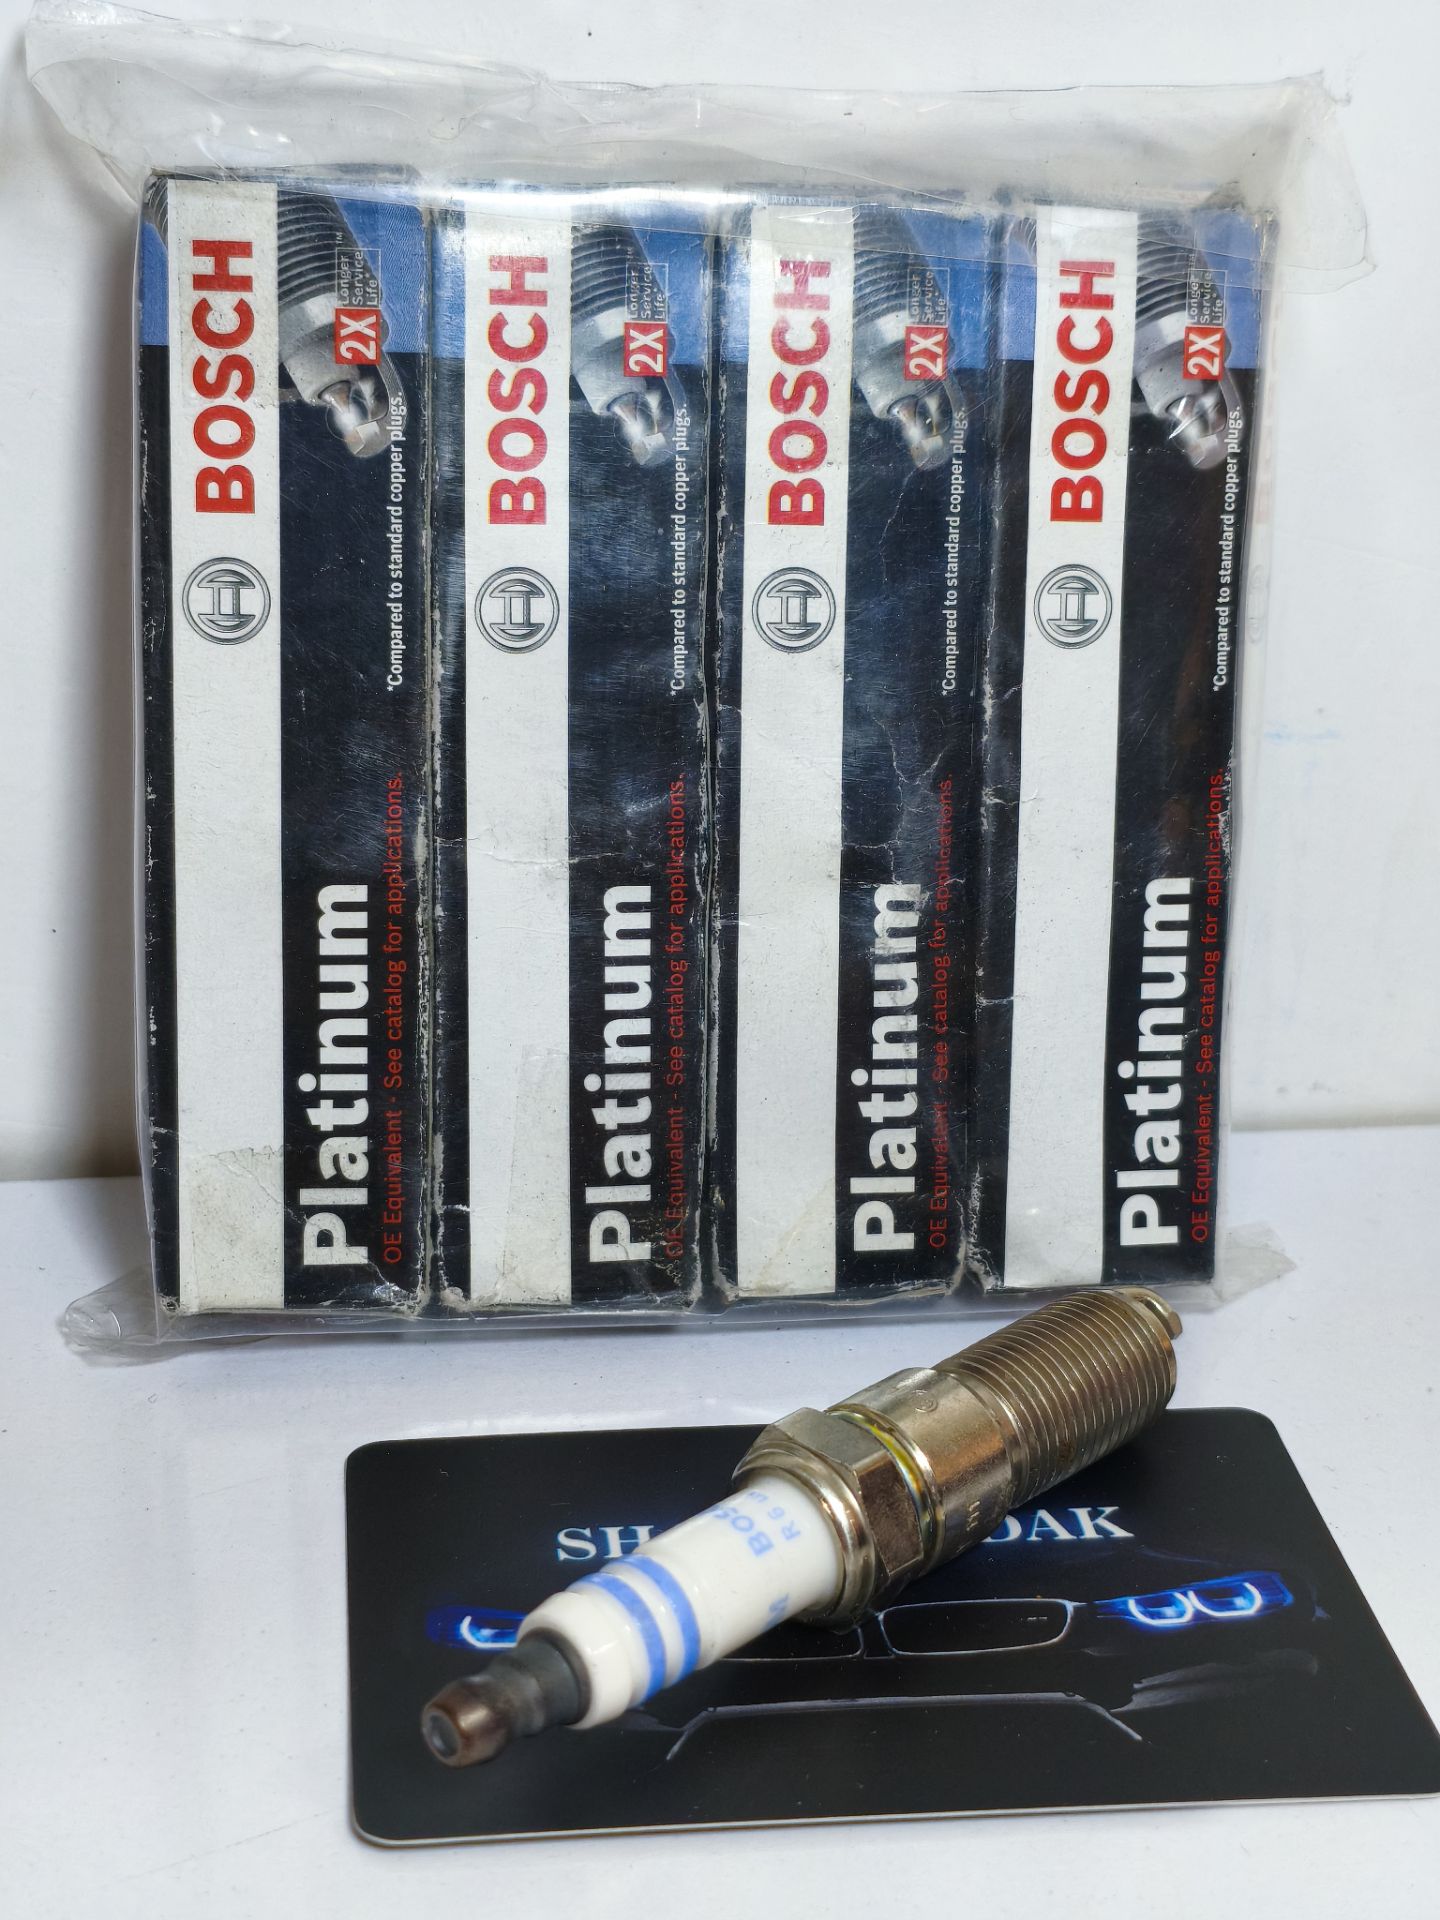 BOSCH
2X
Longer
Service
Life*
*Compared to standard copper plugs.
Platinum
OE Equivalent - See catalog for applications.
BOSCH
2X
Longer
Service
Life*
*Compared to standard copper plugs.
Platinum
OE Equivalent - See catalog for applications.
BOSCH
2X
Longer
Service
Life*
*Compared to standard copper plugs.
Platinum
OE Equivalent - See catalog for applications.
BOSCH
2X
Longer
Service
Life*
*Compared to standard copper plugs.
Platinum
OE Equivalent - See catalog for applications.